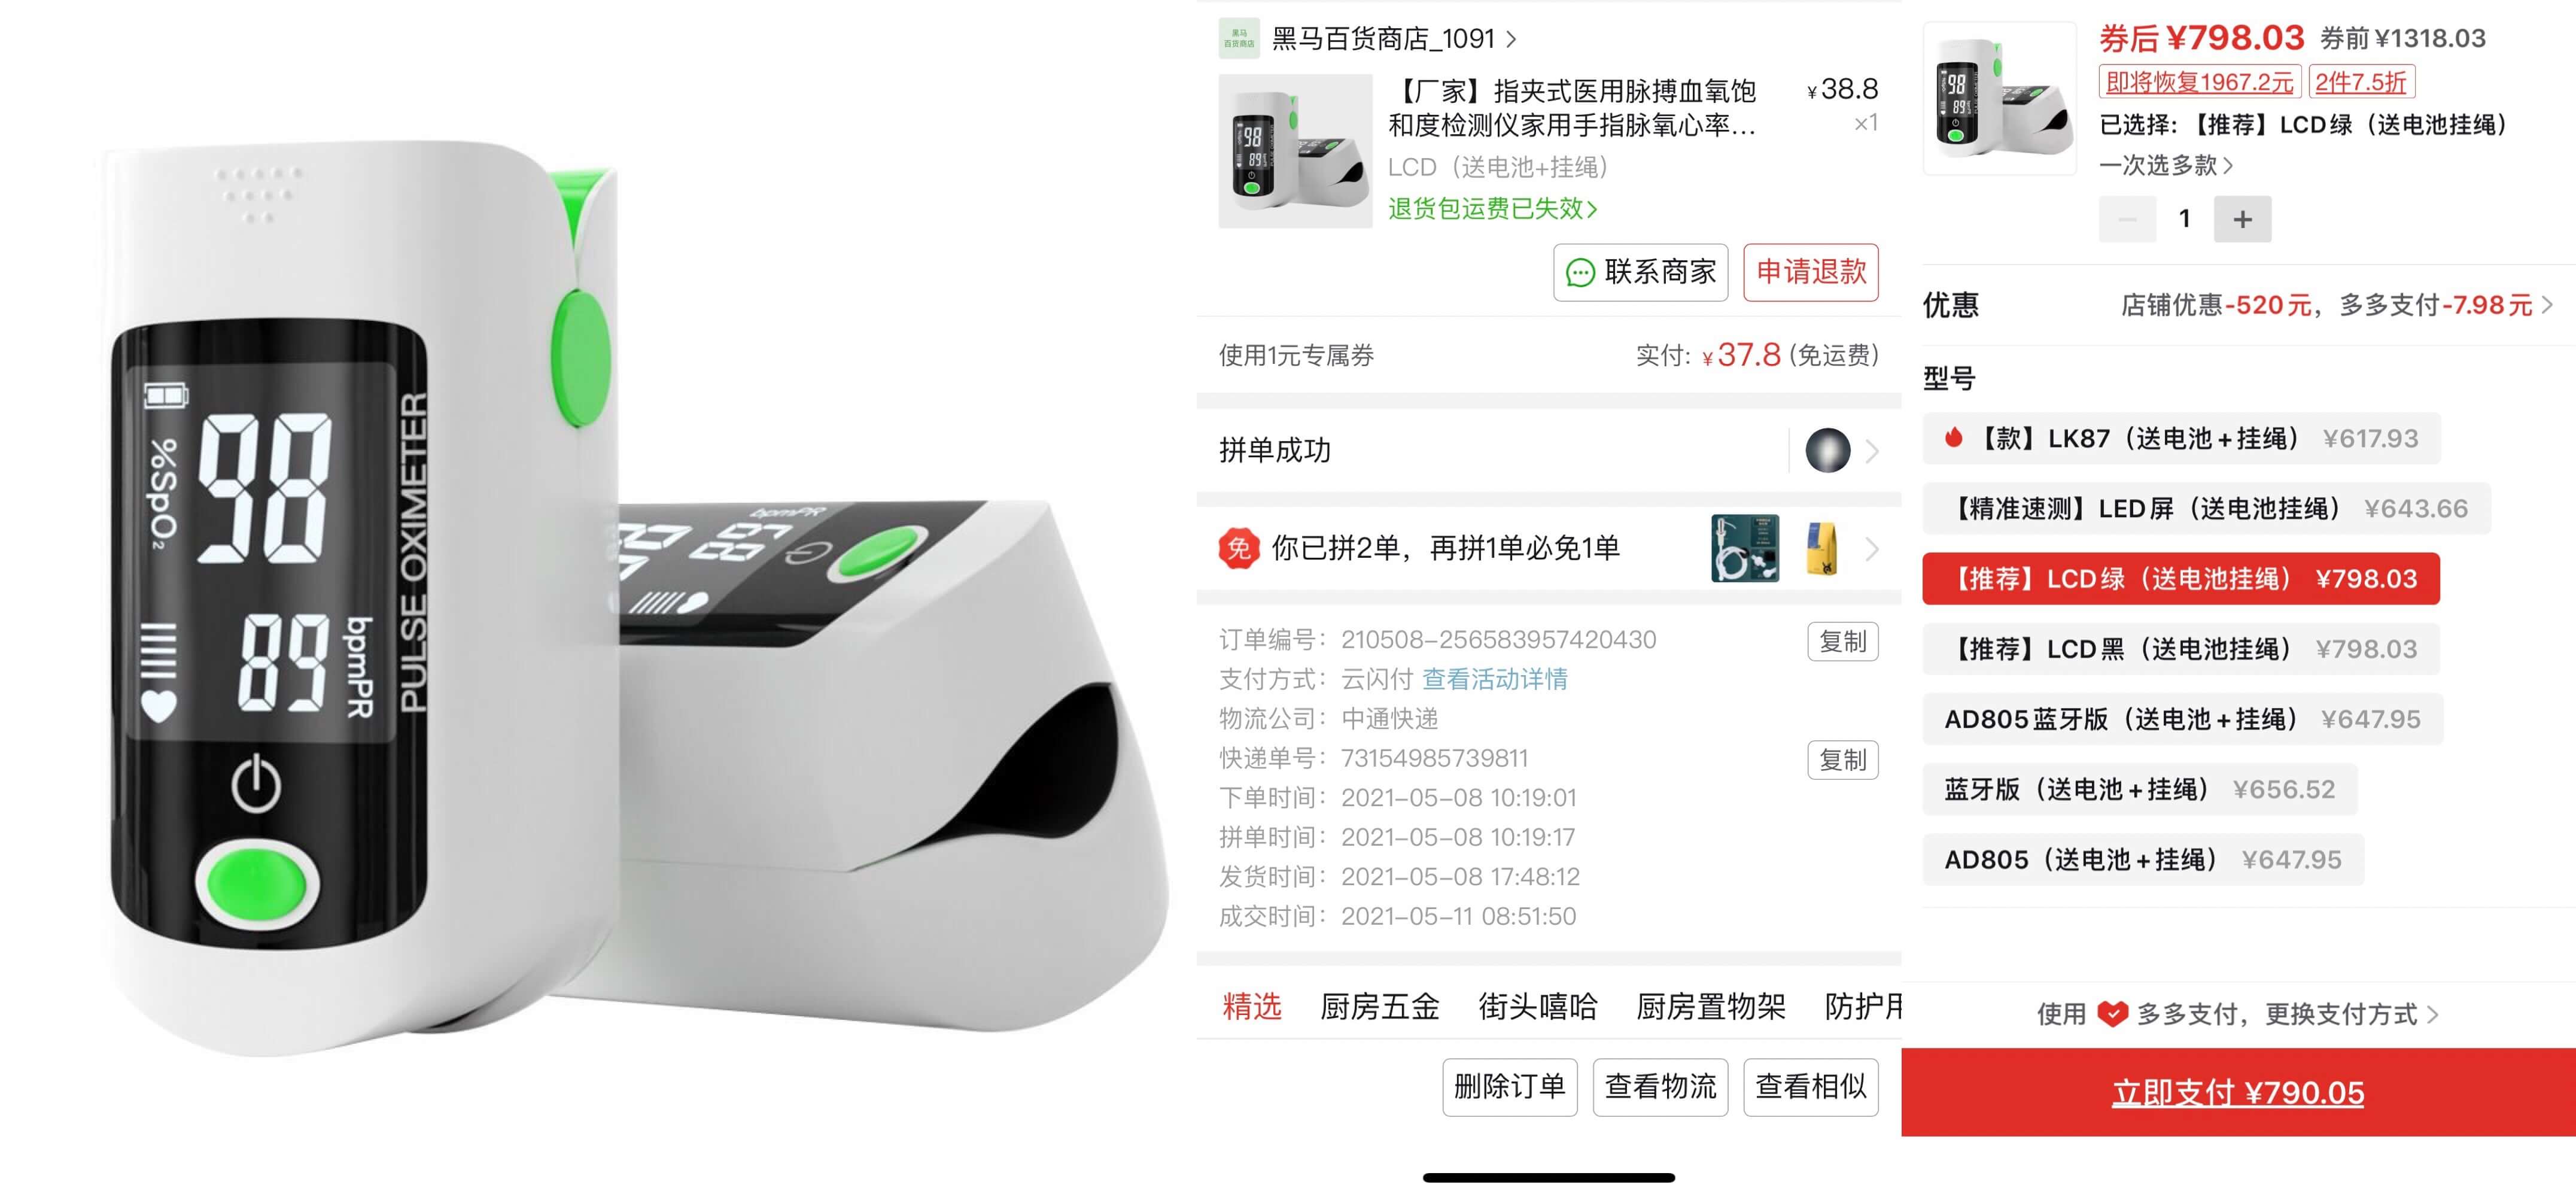 %SpO₂
98
89
bpmPR
PULSE OXIMETER
bpmPR
黑马
百货商店
黑马百货商店_1091
【厂家】指夹式医用脉搏血氧饱
和度检测仪家用手指脉氧心率...
¥38.8
×1
LCD（送电池+挂绳）
退货包运费已失效
联系商家
申请退款
使用1元专属券
实付: ¥37.8 (免运费)
拼单成功
免 你已拼2单，再拼1单必免1单
订单编号：210508-256583957420430 复制
支付方式：云闪付 查看活动详情
物流公司：中通快递
快递单号：73154985739811 复制
下单时间：2021-05-08 10:19:01
拼单时间：2021-05-08 10:19:17
发货时间：2021-05-08 17:48:12
成交时间：2021-05-11 08:51:50
精选 厨房五金 街头嘻哈 厨房置物架 防护用
删除订单 查看物流 查看相似
券后¥798.03 券前¥1318.03
即将恢复1967.2元 2件7.5折
已选择: 【推荐】LCD绿（送电池挂绳）
一次选多款
1
优惠 店铺优惠-520元，多多支付-7.98元
型号
【款】LK87（送电池+挂绳） ¥617.93
【精准速测】LED屏（送电池挂绳） ¥643.66
【推荐】LCD绿（送电池挂绳） ¥798.03
【推荐】LCD黑（送电池挂绳） ¥798.03
AD805蓝牙版（送电池+挂绳） ¥647.95
蓝牙版（送电池+挂绳） ¥656.52
AD805（送电池+挂绳） ¥647.95
使用 多多支付，更换支付方式
立即支付 ¥790.05